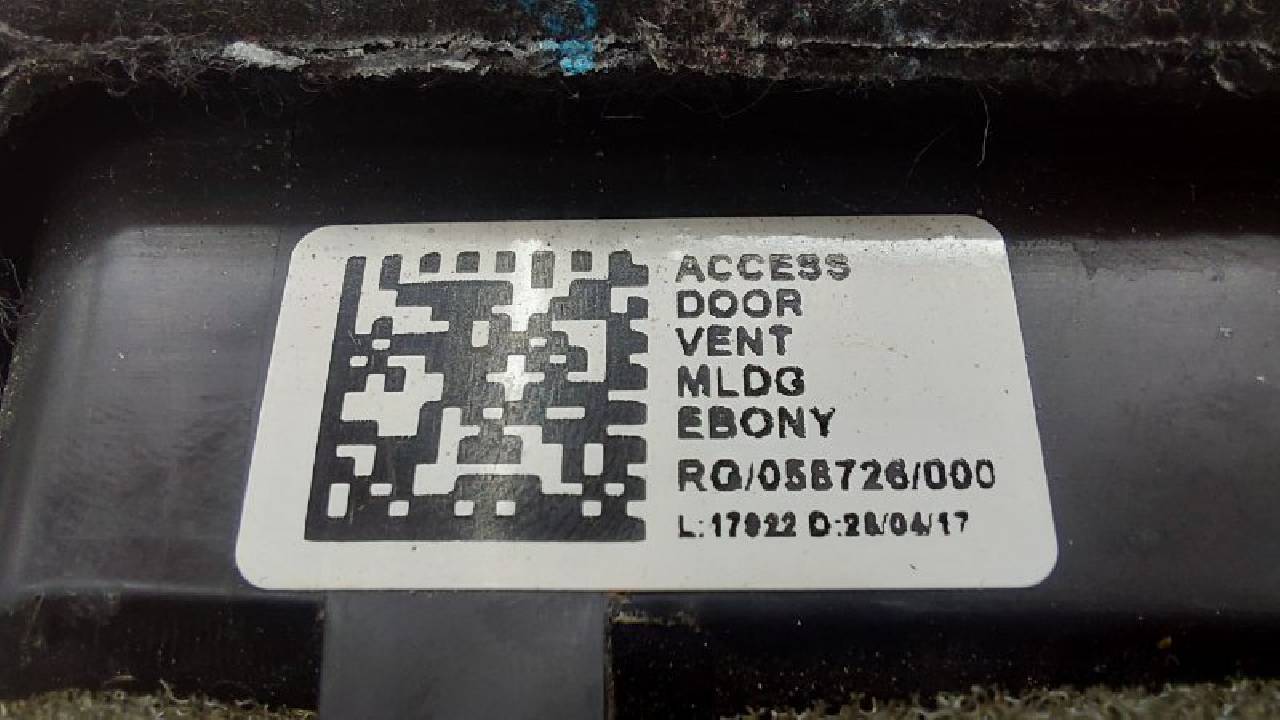 ACCESS
DOOR
VENT
MLDG
EBONY
RG/058726/000
L:17922 D:28/04/17